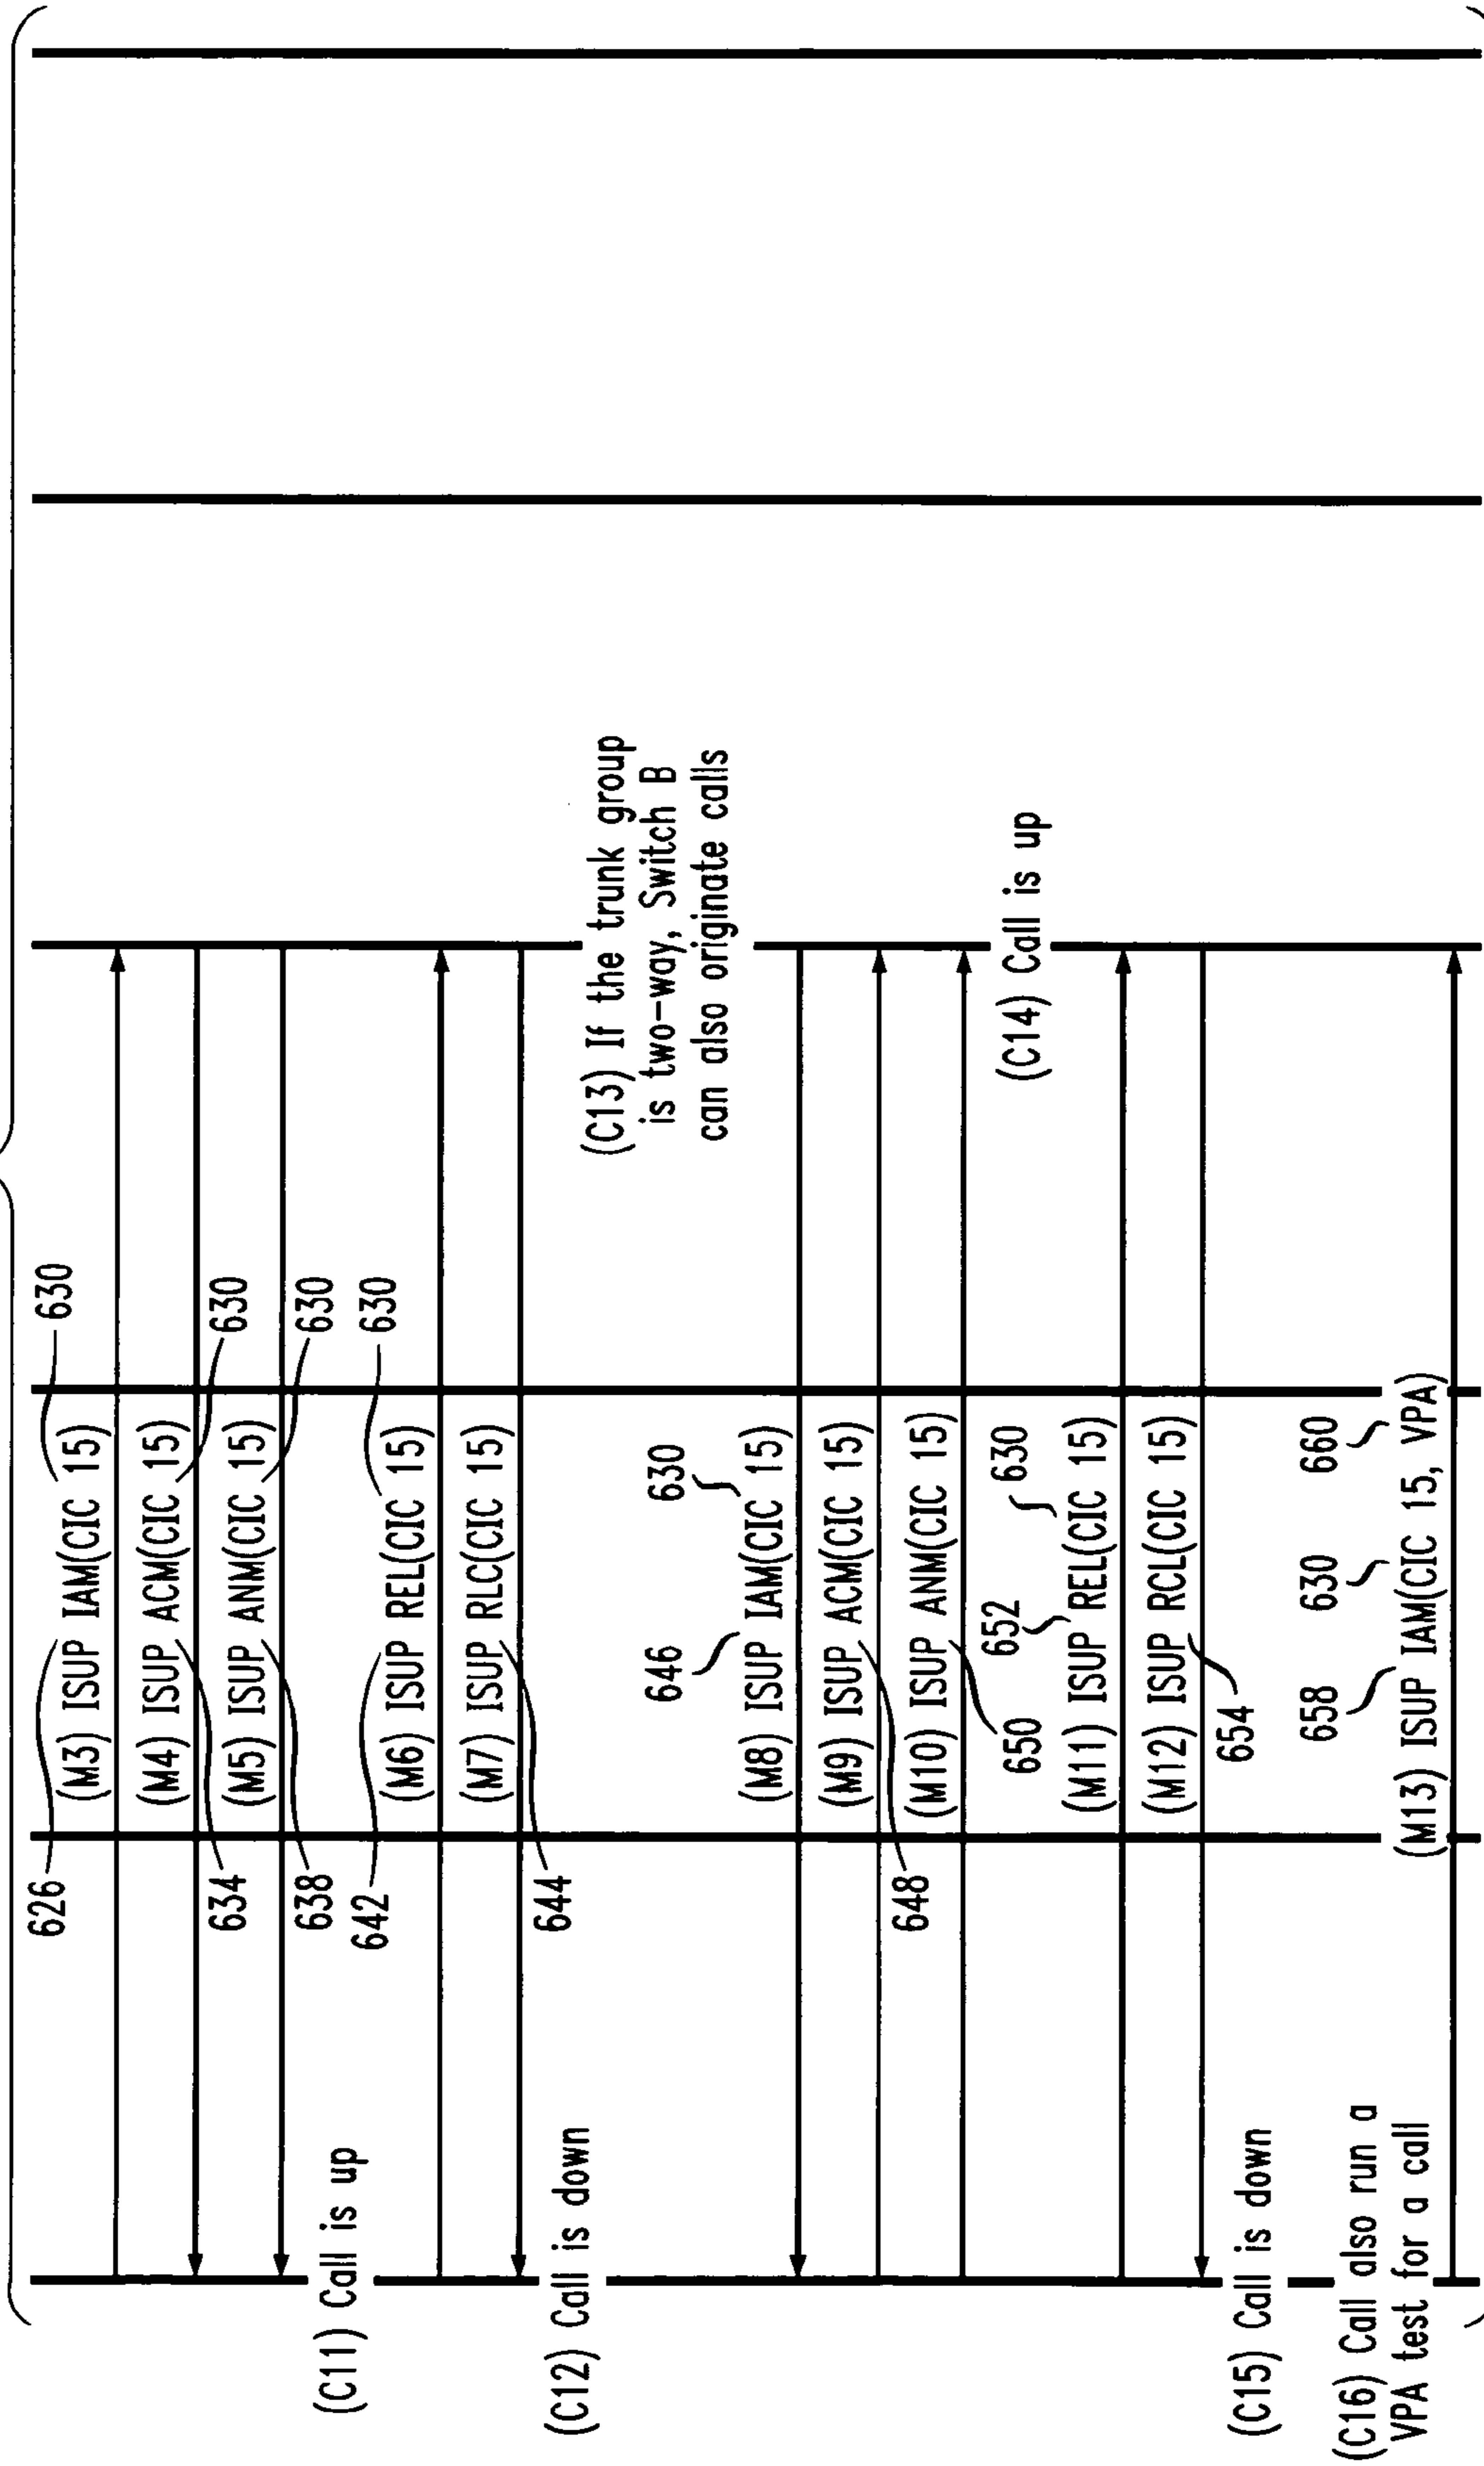 626
(M3) ISUP IAM(CIC 15)
630
(M4) ISUP ACM(CIC 15)
634
630
(M5) ISUP ANM(CIC 15)
638
630
(C11) Call is up
642
630
(M6) ISUP REL(CIC 15)
(M7) ISUP RLC(CIC 15)
644
(C12) Call is down
(C13) If the trunk group
is two-way, Switch B
can also originate calls
646
630
(M8) ISUP IAM(CIC 15)
(M9) ISUP ACM(CIC 15)
648
(M10) ISUP ANM(CIC 15)
650
(C14) Call is up
652
630
(M11) ISUP REL(CIC 15)
(M12) ISUP RCL(CIC 15)
654
(C15) Call is down
(C16) Call also run a
VPA test for a call
658
630
660
(M13) ISUP IAM(CIC 15, VPA)